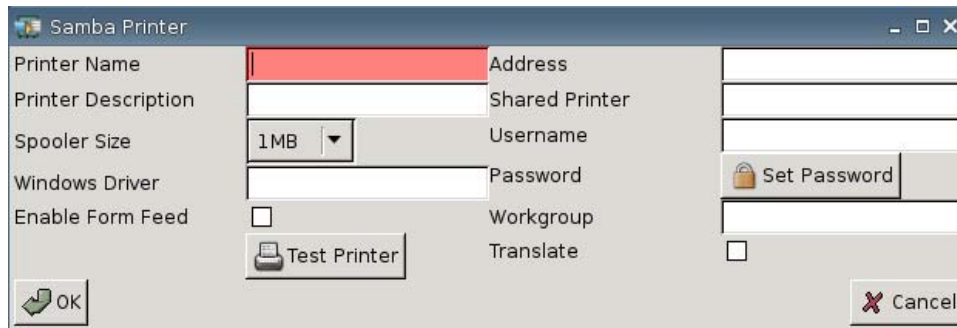 Samba Printer
Printer Name
Address
Printer Description
Shared Printer
Spooler Size
1MB
Username
Windows Driver
Password
Set Password
Enable Form Feed
Workgroup
Test Printer
Translate
OK
Cancel